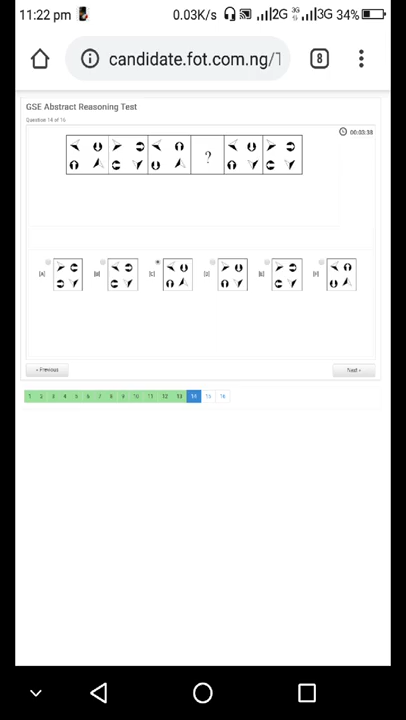 11:22 pm 0.03K/s 2G 3G 3G 34%
candidate.fot.com.ng/ 8
GSE Abstract Reasoning Test
Question 14 of 16
00:03:38
?
[A] [B] [C] [D] [E] [F]
« Previous Next »
1 2 3 4 5 6 7 8 9 10 11 12 13 14 15 16